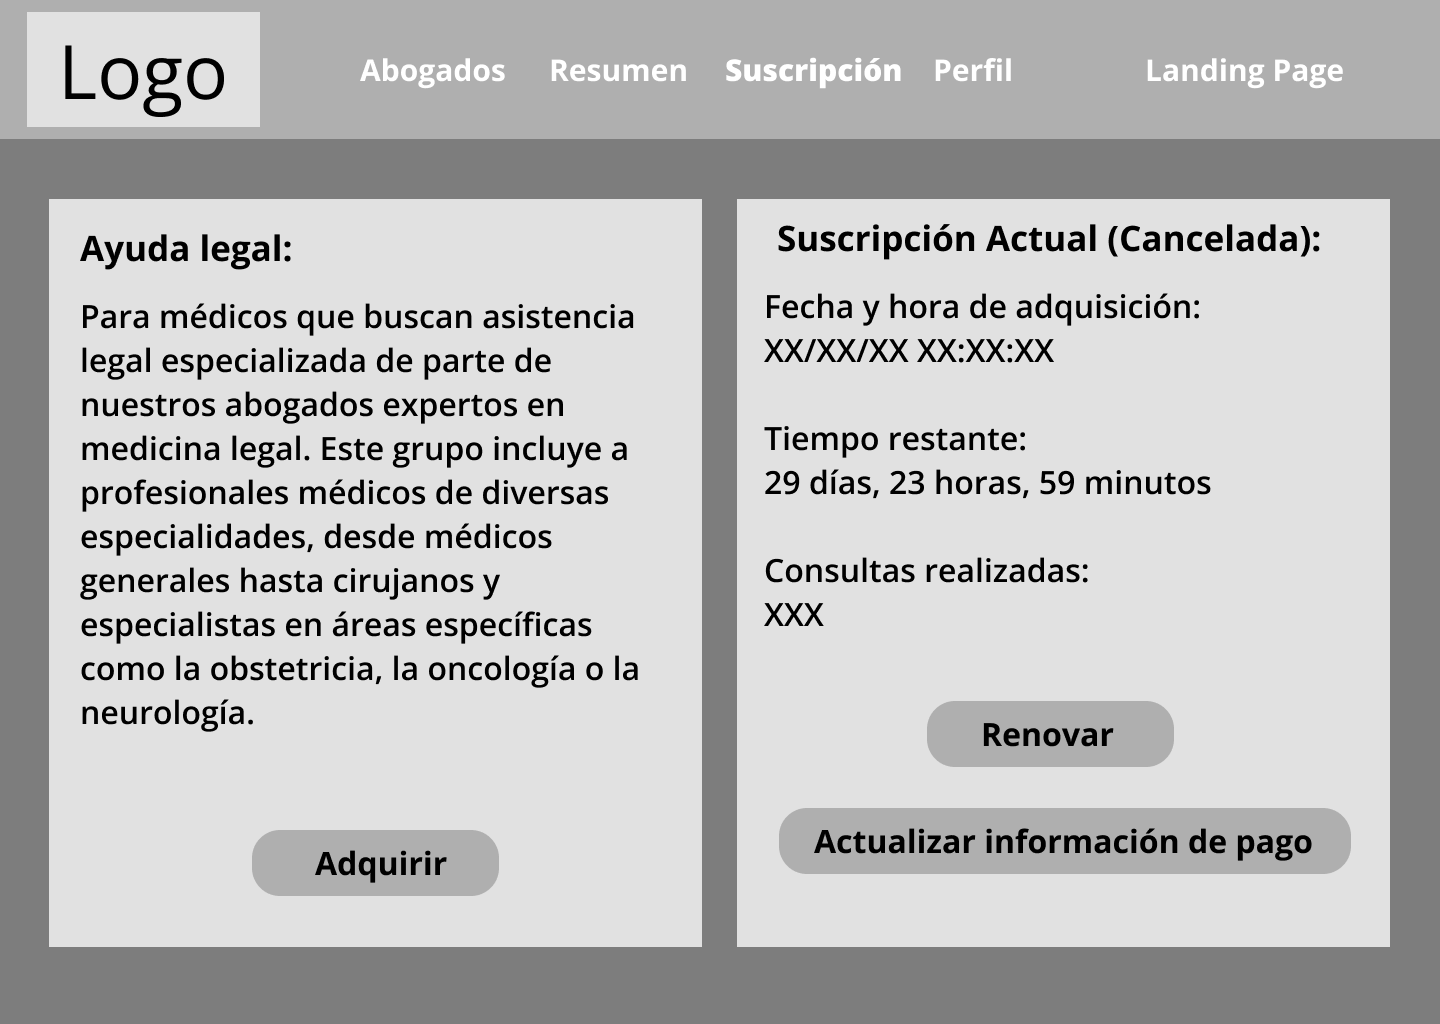 Logo
Abogados Resumen Suscripción Perfil Landing Page
Ayuda legal:
Para médicos que buscan asistencia
legal especializada de parte de
nuestros abogados expertos en
medicina legal. Este grupo incluye a
profesionales médicos de diversas
especialidades, desde médicos
generales hasta cirujanos y
especialistas en áreas específicas
como la obstetricia, la oncología o la
neurología.
Adquirir
Suscripción Actual (Cancelada):
Fecha y hora de adquisición:
XX/XX/XX XX:XX:XX
Tiempo restante:
29 días, 23 horas, 59 minutos
Consultas realizadas:
XXX
Renovar
Actualizar información de pago